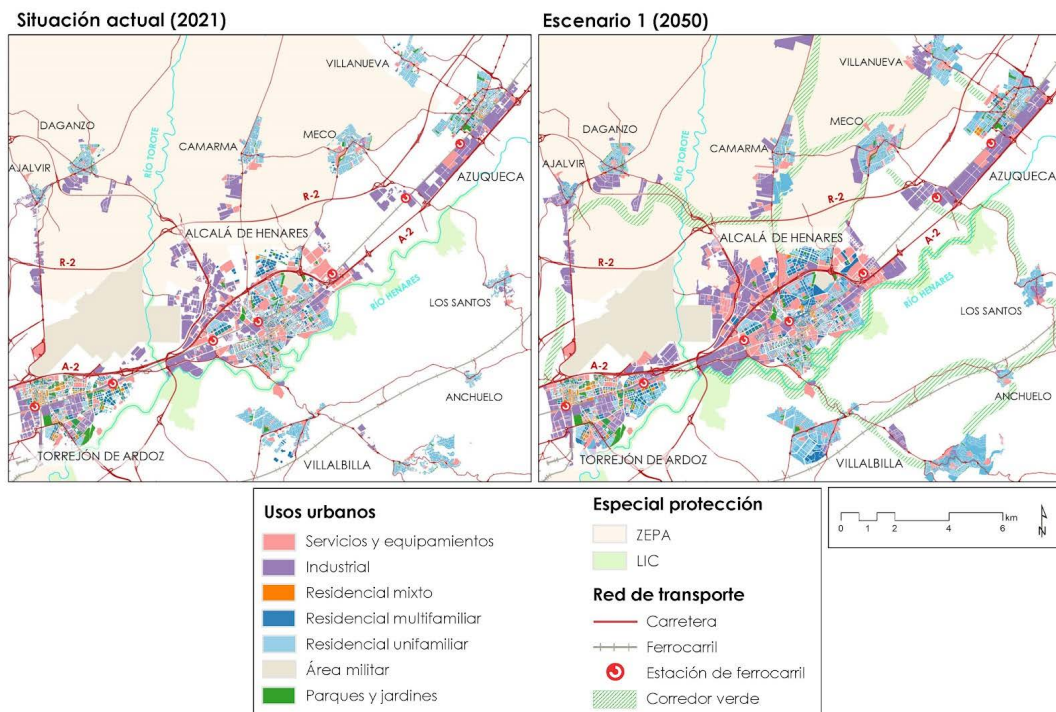 Situación actual (2021)
VILLANUEVA
DAGANZO
RÍO TOROTE
CAMARMA
MECO
AJALVIR
AZUQUECA
R-2
A-2
ALCALÁ DE HENARES
R-2
RÍO HENARES
LOS SANTOS
A-2
ANCHUELO
TORREJÓN DE ARDOZ
VILLALBILLA
Escenario 1 (2050)
VILLANUEVA
DAGANZO
RÍO TOROTE
CAMARMA
MECO
AJALVIR
AZUQUECA
R-2
A-2
ALCALÁ DE HENARES
R-2
RÍO HENARES
LOS SANTOS
A-2
ANCHUELO
TORREJÓN DE ARDOZ
VILLALBILLA
Usos urbanos
Servicios y equipamientos
Industrial
Residencial mixto
Residencial multifamiliar
Residencial unifamiliar
Área militar
Parques y jardines
Especial protección
ZEPA
LIC
Red de transporte
Carretera
Ferrocarril
Estación de ferrocarril
Corredor verde
km
0 1 2 4 6
N